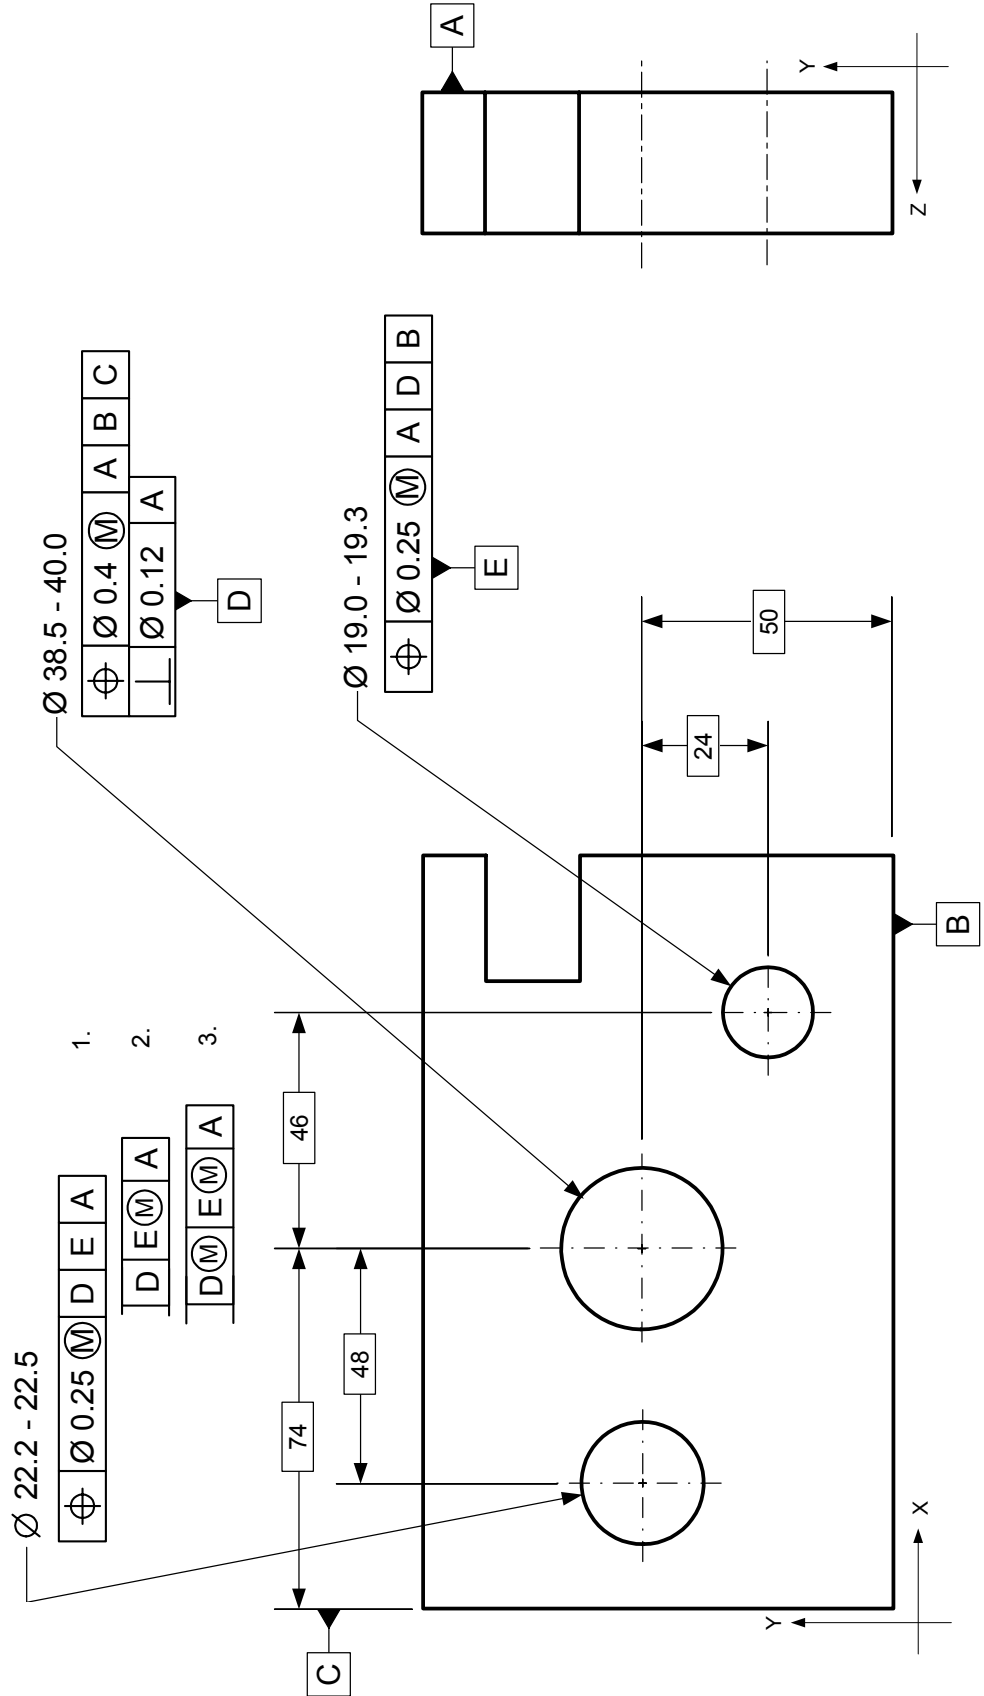 Ø 22.2 - 22.5
⌖ Ø 0.25 Ⓜ D E A 1.
D EⓂ A 2.
DⓂ EⓂ A 3.
Ø 38.5 - 40.0
⌖ Ø 0.4 Ⓜ A B C
⊥ Ø 0.12 A
D
Ø 19.0 - 19.3
⌖ Ø 0.25 Ⓜ A D B
E
74
46
48
24
50
C
B
A
Y
X
Y
Z